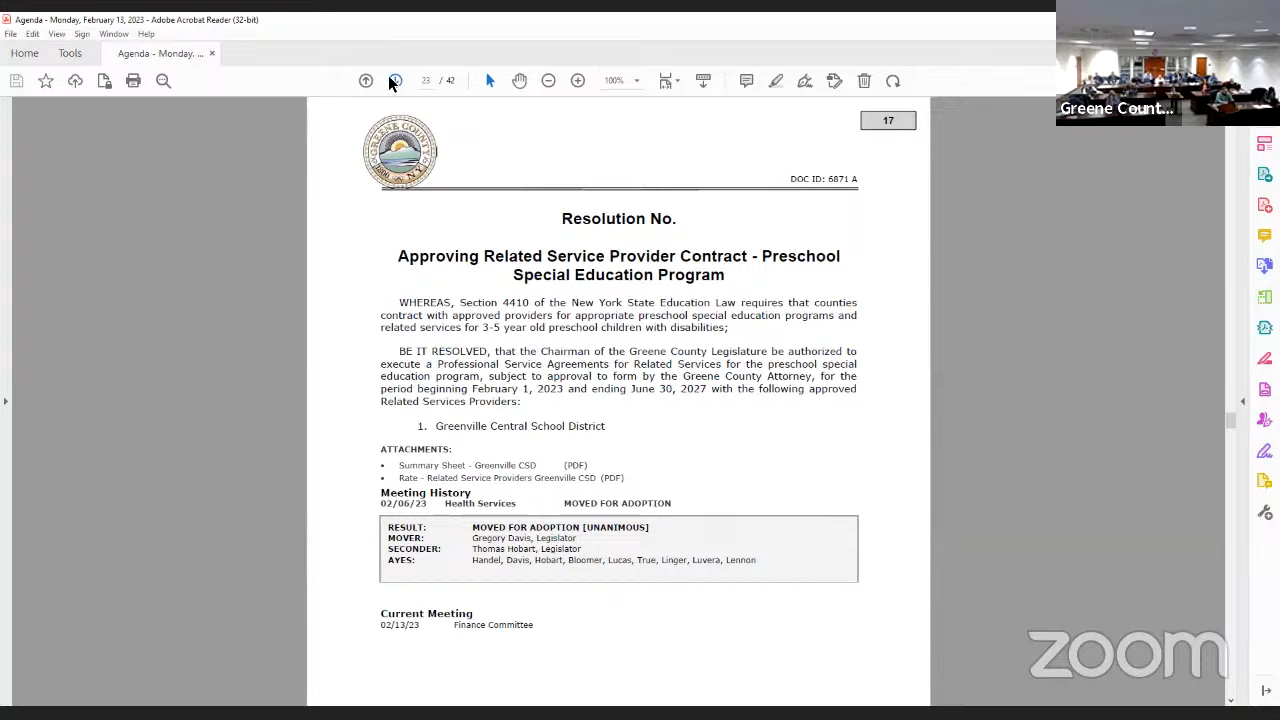 Agenda - Monday, February 13, 2023 - Adobe Acrobat Reader (32-bit)
File Edit View Sign Window Help
Home Tools Agenda - Monday, ... ×
23 / 42 100%
Greene Count...
17
GREENE COUNTY
1800 N.Y.
DOC ID: 6871 A
Resolution No.
Approving Related Service Provider Contract - Preschool
Special Education Program
WHEREAS, Section 4410 of the New York State Education Law requires that counties
contract with approved providers for appropriate preschool special education programs and
related services for 3-5 year old preschool children with disabilities;
BE IT RESOLVED, that the Chairman of the Greene County Legislature be authorized to
execute a Professional Service Agreements for Related Services for the preschool special
education program, subject to approval to form by the Greene County Attorney, for the
period beginning February 1, 2023 and ending June 30, 2027 with the following approved
Related Services Providers:
1. Greenville Central School District
ATTACHMENTS:
• Summary Sheet - Greenville CSD (PDF)
• Rate - Related Service Providers Greenville CSD (PDF)
Meeting History
02/06/23 Health Services MOVED FOR ADOPTION
RESULT: MOVED FOR ADOPTION [UNANIMOUS]
MOVER: Gregory Davis, Legislator
SECONDER: Thomas Hobart, Legislator
AYES: Handel, Davis, Hobart, Bloomer, Lucas, True, Linger, Luvera, Lennon
Current Meeting
02/13/23 Finance Committee
zoom